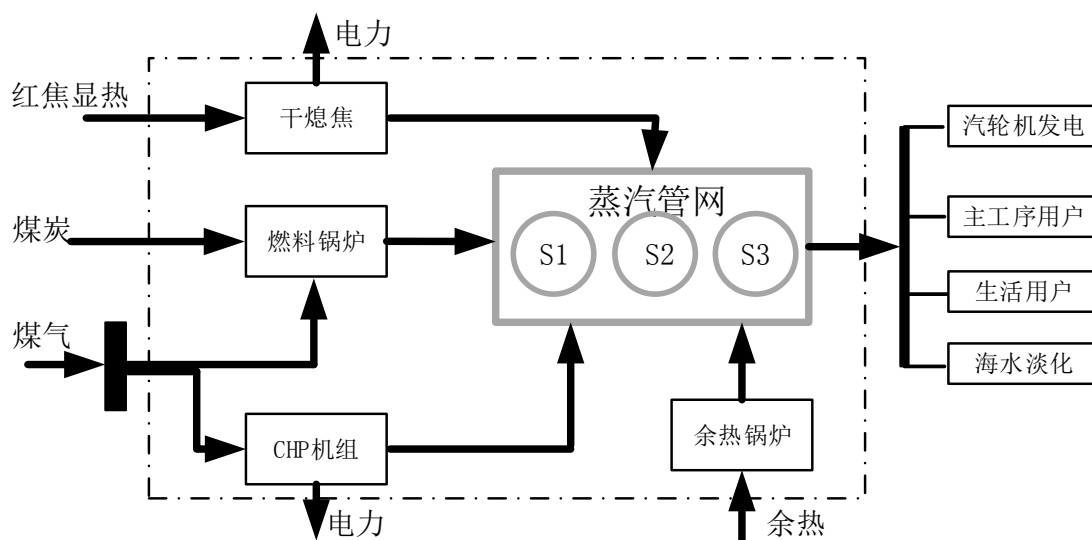 电力
红焦显热
干熄焦
汽轮机发电
蒸汽管网
主工序用户
煤炭
燃料锅炉
S1
S2
S3
生活用户
煤气
海水淡化
CHP机组
余热锅炉
电力
余热